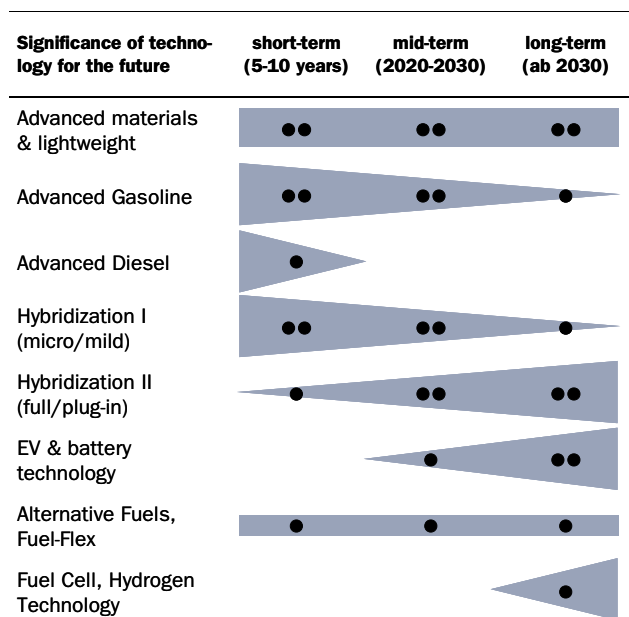 Significance of techno-
logy for the future
short-term
(5-10 years)
mid-term
(2020-2030)
long-term
(ab 2030)
Advanced materials
& lightweight
Advanced Gasoline
Advanced Diesel
Hybridization I
(micro/mild)
Hybridization II
(full/plug-in)
EV & battery
technology
Alternative Fuels,
Fuel-Flex
Fuel Cell, Hydrogen
Technology